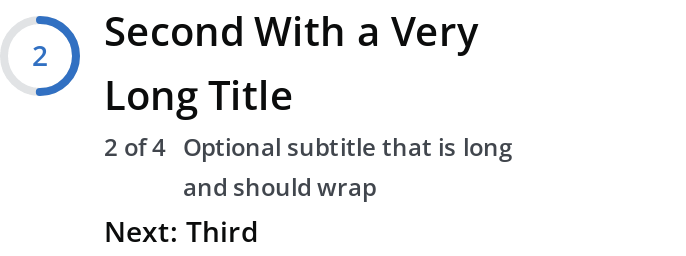 2
Second With a Very
Long Title
2 of 4 Optional subtitle that is long
and should wrap
Next: Third